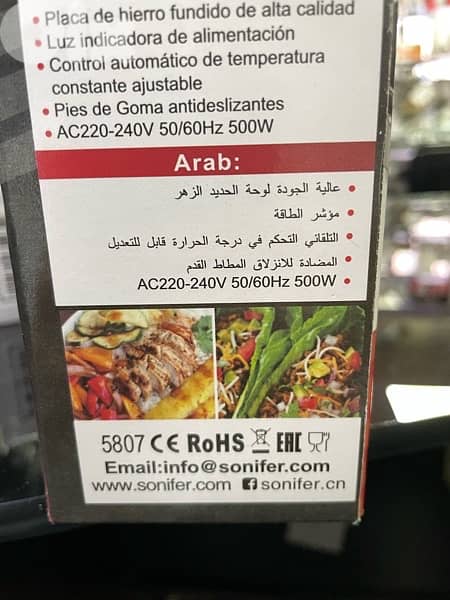 • Placa de hierro fundido de alta calidad
• Luz indicadora de alimentación
• Control automático de temperatura
constante ajustable
• Pies de Goma antideslizantes
• AC220-240V 50/60Hz 500W
Arab:
• عالية الجودة لوحة الحديد الزهر
• مؤشر الطاقة
• التلقائي التحكم في درجة الحرارة قابل للتعديل
• المضادة للانزلاق المطاط القدم
AC220-240V 50/60Hz 500W •
5807 CE RoHS EAC
Email:info@sonifer.com
www.sonifer.com f sonifer.cn